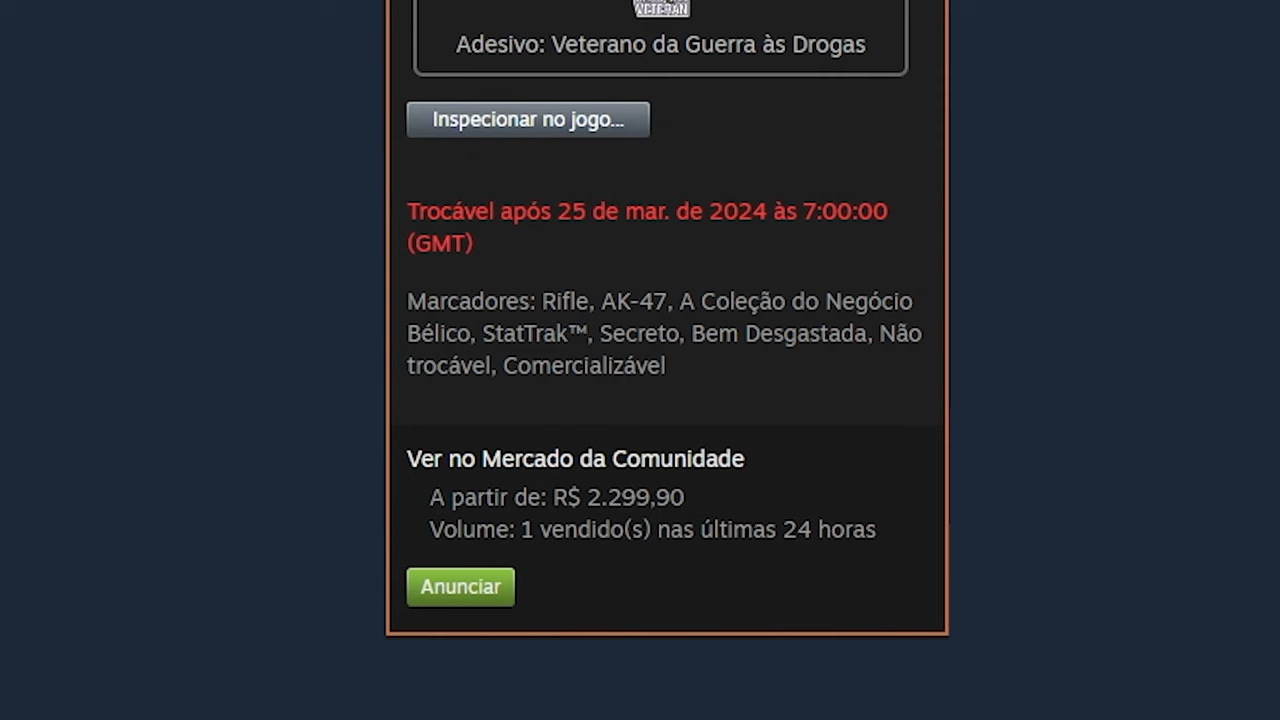 VETERAN
Adesivo: Veterano da Guerra às Drogas
Inspecionar no jogo...
Trocável após 25 de mar. de 2024 às 7:00:00
(GMT)
Marcadores: Rifle, AK-47, A Coleção do Negócio
Bélico, StatTrak™, Secreto, Bem Desgastada, Não
trocável, Comercializável
Ver no Mercado da Comunidade
A partir de: R$ 2.299,90
Volume: 1 vendido(s) nas últimas 24 horas
Anunciar